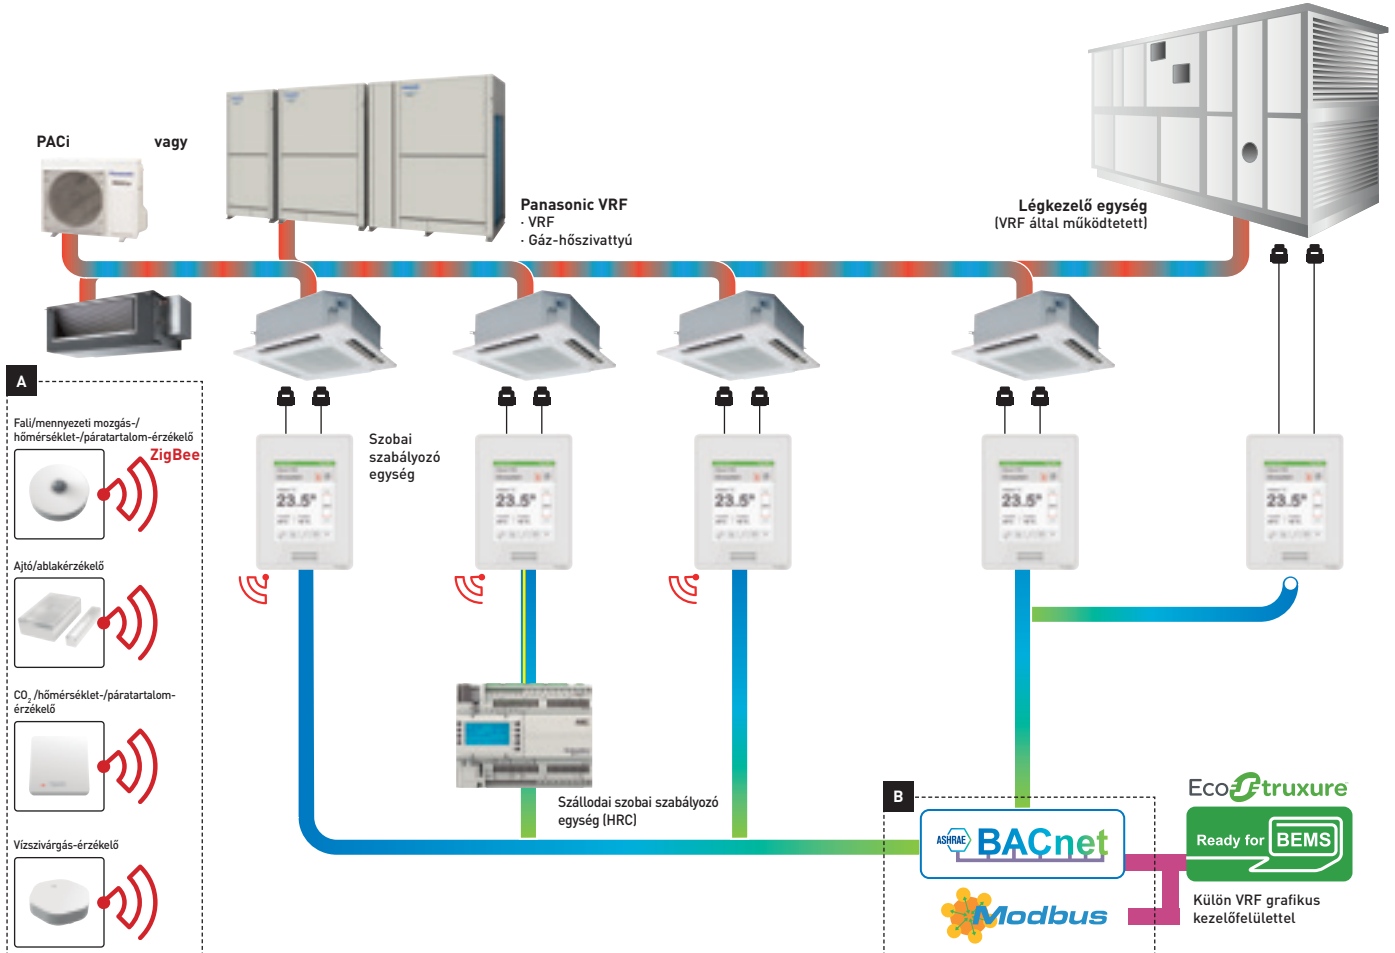 PACi
vagy
Panasonic VRF
· VRF
· Gáz-hőszivattyú
Légkezelő egység
(VRF által működtetett)
A
Fali/mennyezeti mozgás-/
hőmérséklet-/páratartalom-érzékelő
ZigBee
Ajtó/ablakérzékelő
CO₂ /hőmérséklet-/páratartalom-
érzékelő
Vízszivárgás-érzékelő
Szobai
szabályozó
egység
23.5°
23.5°
23.5°
23.5°
23.5°
Szállodai szobai szabályozó
egység (HRC)
B
ASHRAE BACnet
Modbus
EcoStruxure
Ready for BEMS
Külön VRF grafikus
kezelőfelülettel